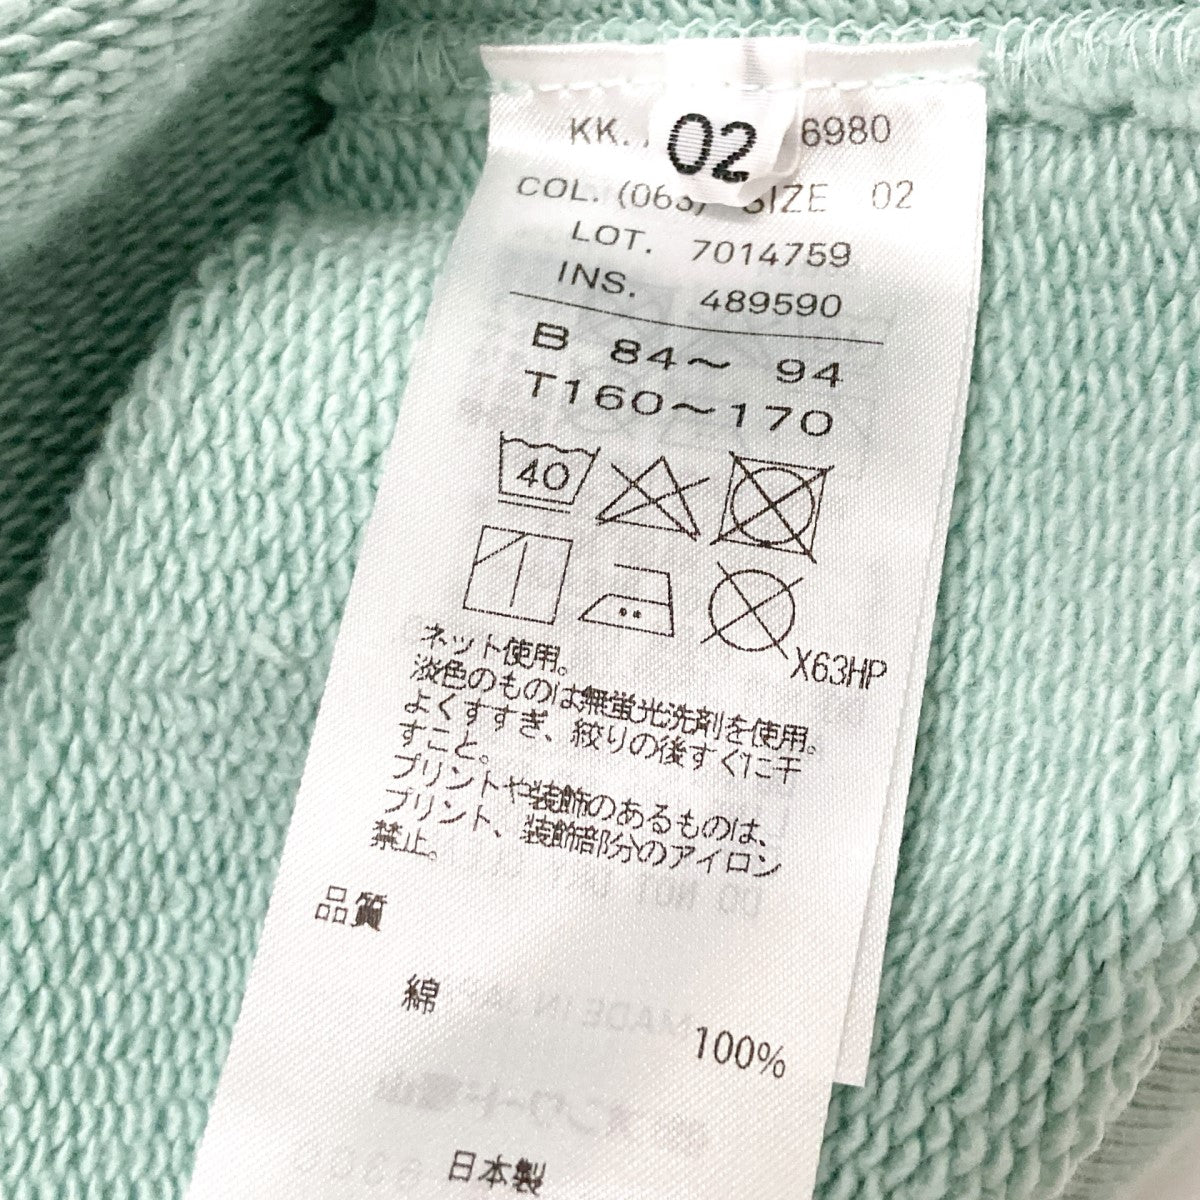 02
KK. 6980
COL. (063) SIZE 02
LOT. 7014759
INS. 489590
B 84〜 94
T160〜170
40
X63HP
ネット使用。
淡色のものは無蛍光洗剤を使用。
よくすすぎ、絞りの後すぐに干
すこと。
プリントや装飾のあるものは、
プリント、装飾部分のアイロン
禁止。
品質
綿 100%
日本製